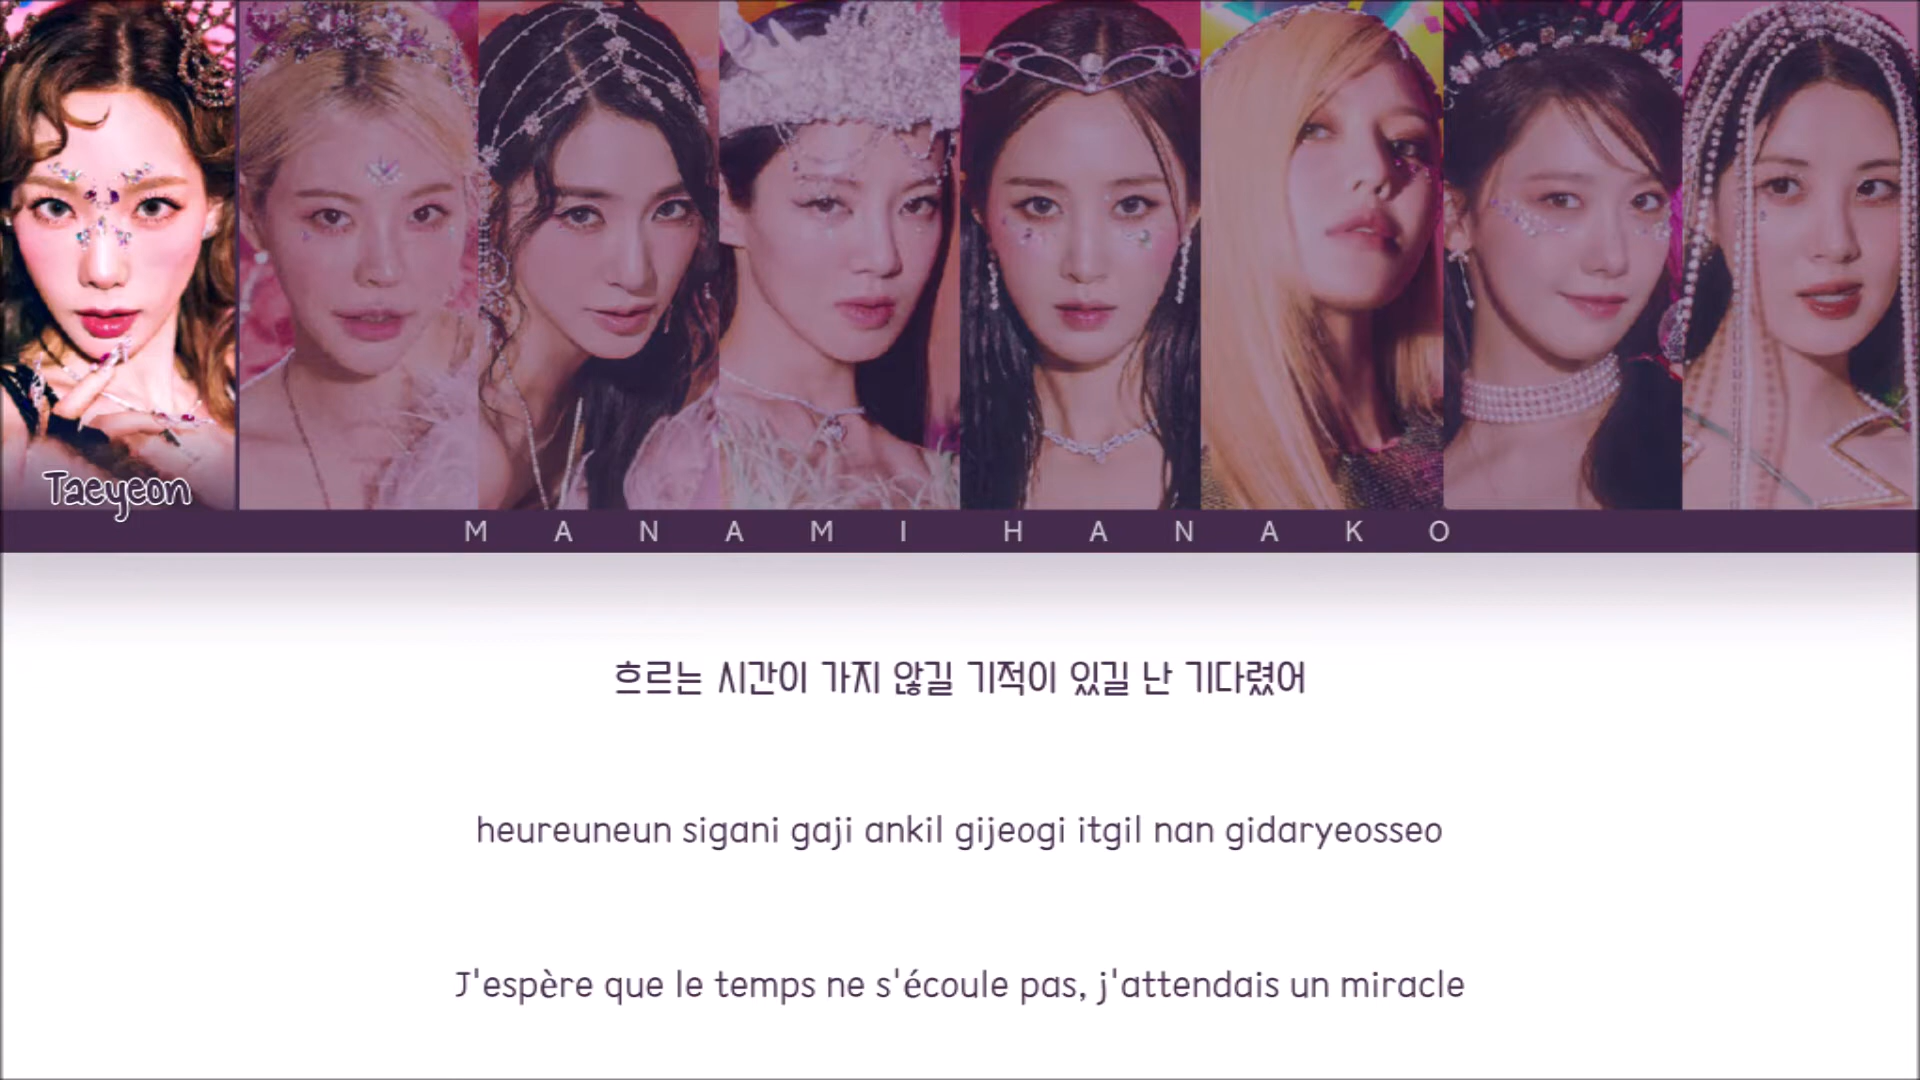 Taeyeon
MANAMI HANAKO
흐르는 시간이 가지 않길 기적이 있길 난 기다렸어
heureuneun sigani gaji ankil gijeogi itgil nan gidaryeosseo
J'espère que le temps ne s'écoule pas, j'attendais un miracle